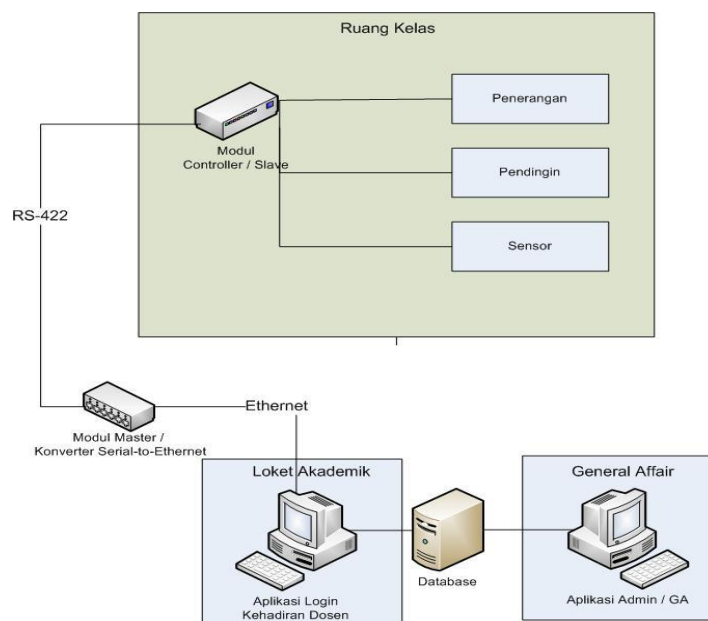 Ruang Kelas
Penerangan
Modul
Controller / Slave
Pendingin
Sensor
RS-422
Ethernet
Modul Master /
Konverter Serial-to-Ethernet
Loket Akademik
General Affair
Database
Aplikasi Login
Kehadiran Dosen
Aplikasi Admin / GA